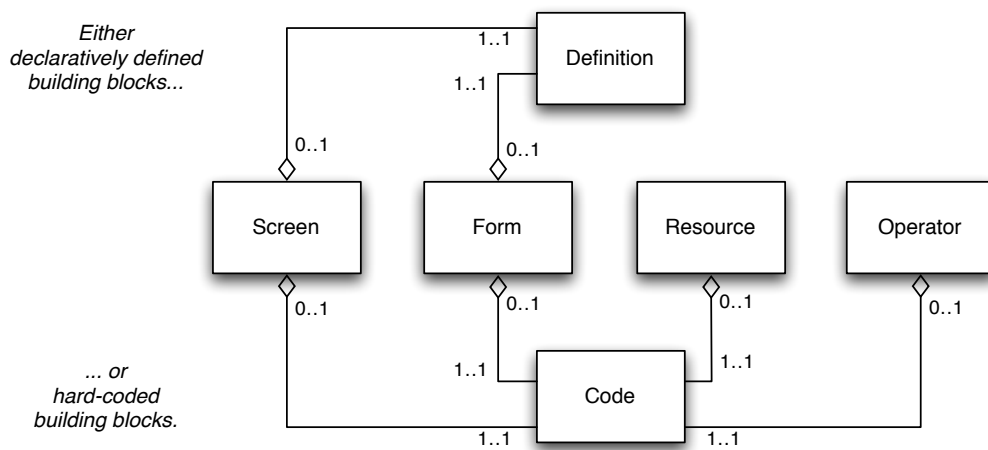 Either
declaratively defined
building blocks...
1..1
Definition
1..1
0..1
0..1
Screen
Form
Resource
Operator
0..1
0..1
0..1
0..1
1..1
1..1
... or
hard-coded
building blocks.
Code
1..1
1..1